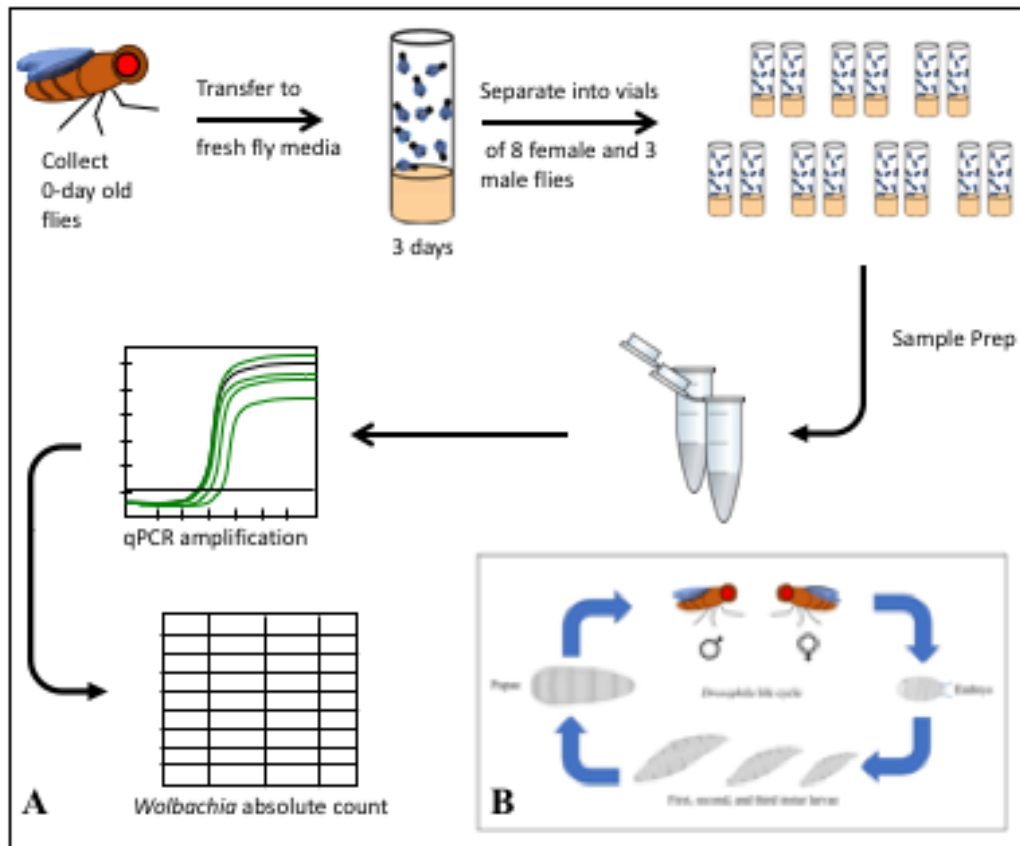 Collect
0-day old
flies
Transfer to
fresh fly media
3 days
Separate into vials
of 8 female and 3
male flies
Sample Prep
qPCR amplification
Wolbachia absolute count
A
Pupae
Drosophila life cycle
Embryo
First, second, and third instar larvae
B